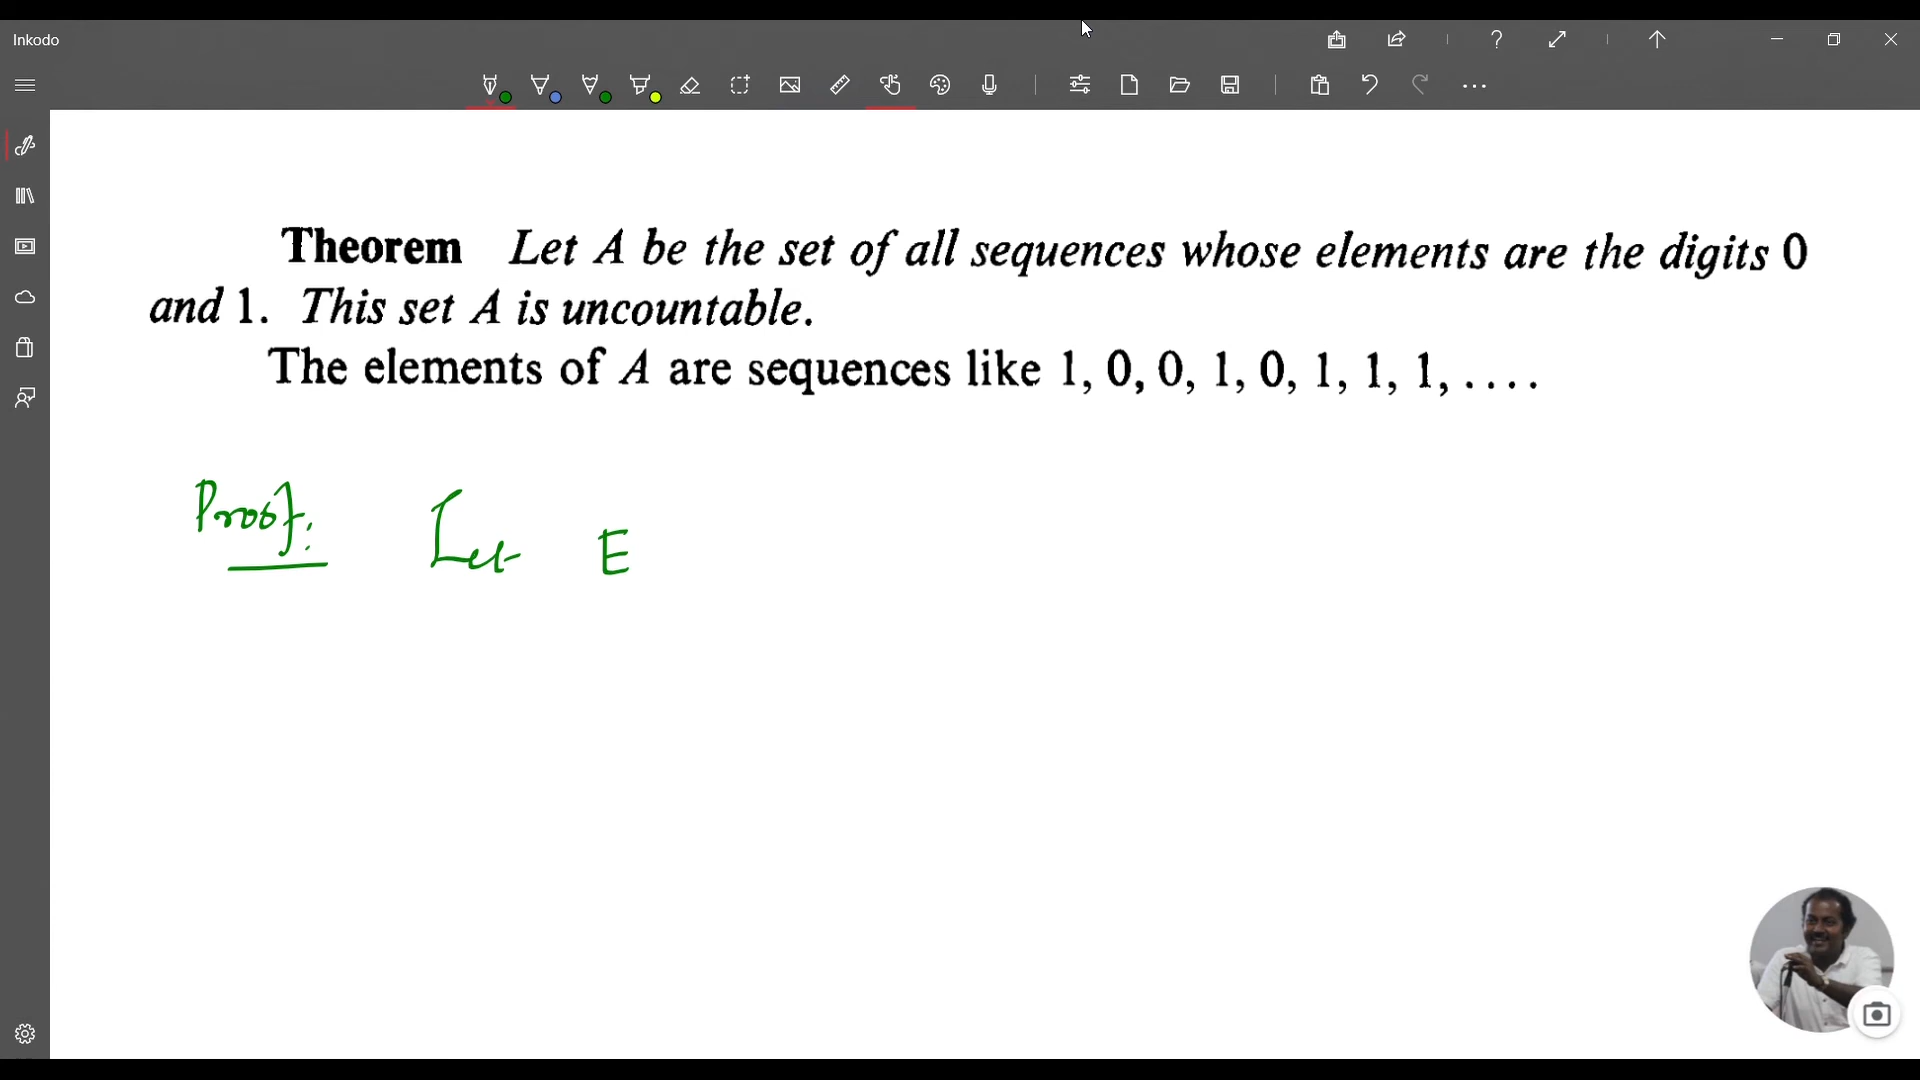 Inkodo
Theorem Let A be the set of all sequences whose elements are the digits 0
and 1. This set A is uncountable.
The elements of A are sequences like 1, 0, 0, 1, 0, 1, 1, 1, ....
Proof: Let E